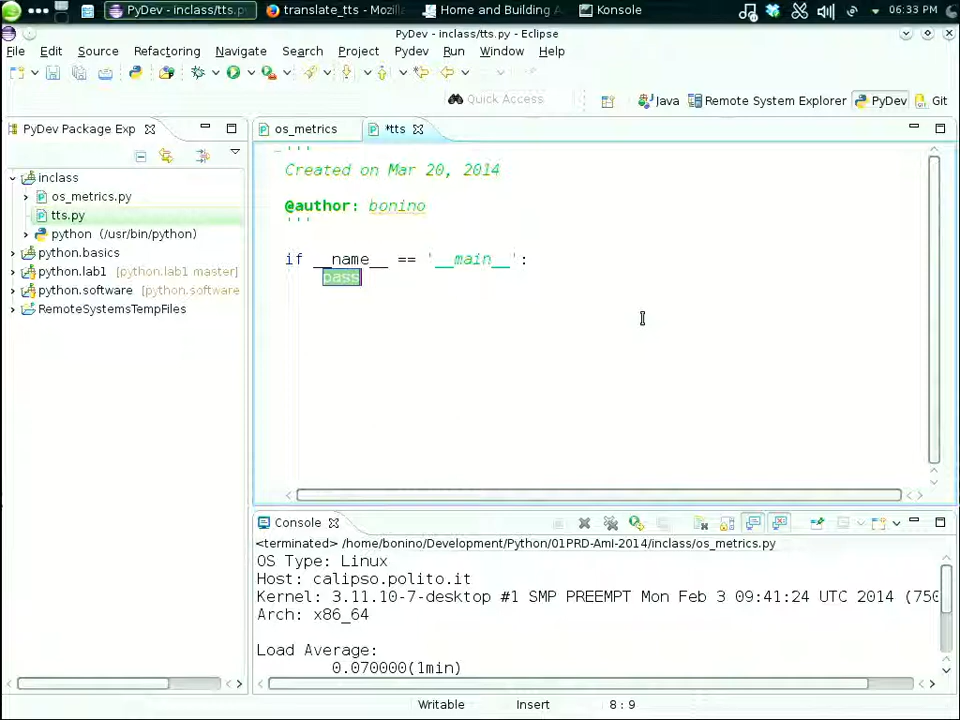 PyDev - inclass/tts.p
translate_tts - Mozill
Home and Building A
Konsole
06:33 PM
PyDev - inclass/tts.py - Eclipse
File Edit Source Refactoring Navigate Search Project Pydev Run Window Help
Quick Access
Java
Remote System Explorer
PyDev
Git
PyDev Package Exp
os_metrics
*tts
inclass
os_metrics.py
tts.py
python (/usr/bin/python)
python.basics
python.lab1 [python.lab1 master]
python.software [python.software
RemoteSystemsTempFiles
'''
Created on Mar 20, 2014
@author: bonino
'''
if __name__ == '__main__':
pass
Console
<terminated> /home/bonino/Development/Python/01PRD-AmI-2014/inclass/os_metrics.py
OS Type: Linux
Host: calipso.polito.it
Kernel: 3.11.10-7-desktop #1 SMP PREEMPT Mon Feb 3 09:41:24 UTC 2014 (750
Arch: x86_64
Load Average:
0.070000(1min)
Writable
Insert
8 : 9